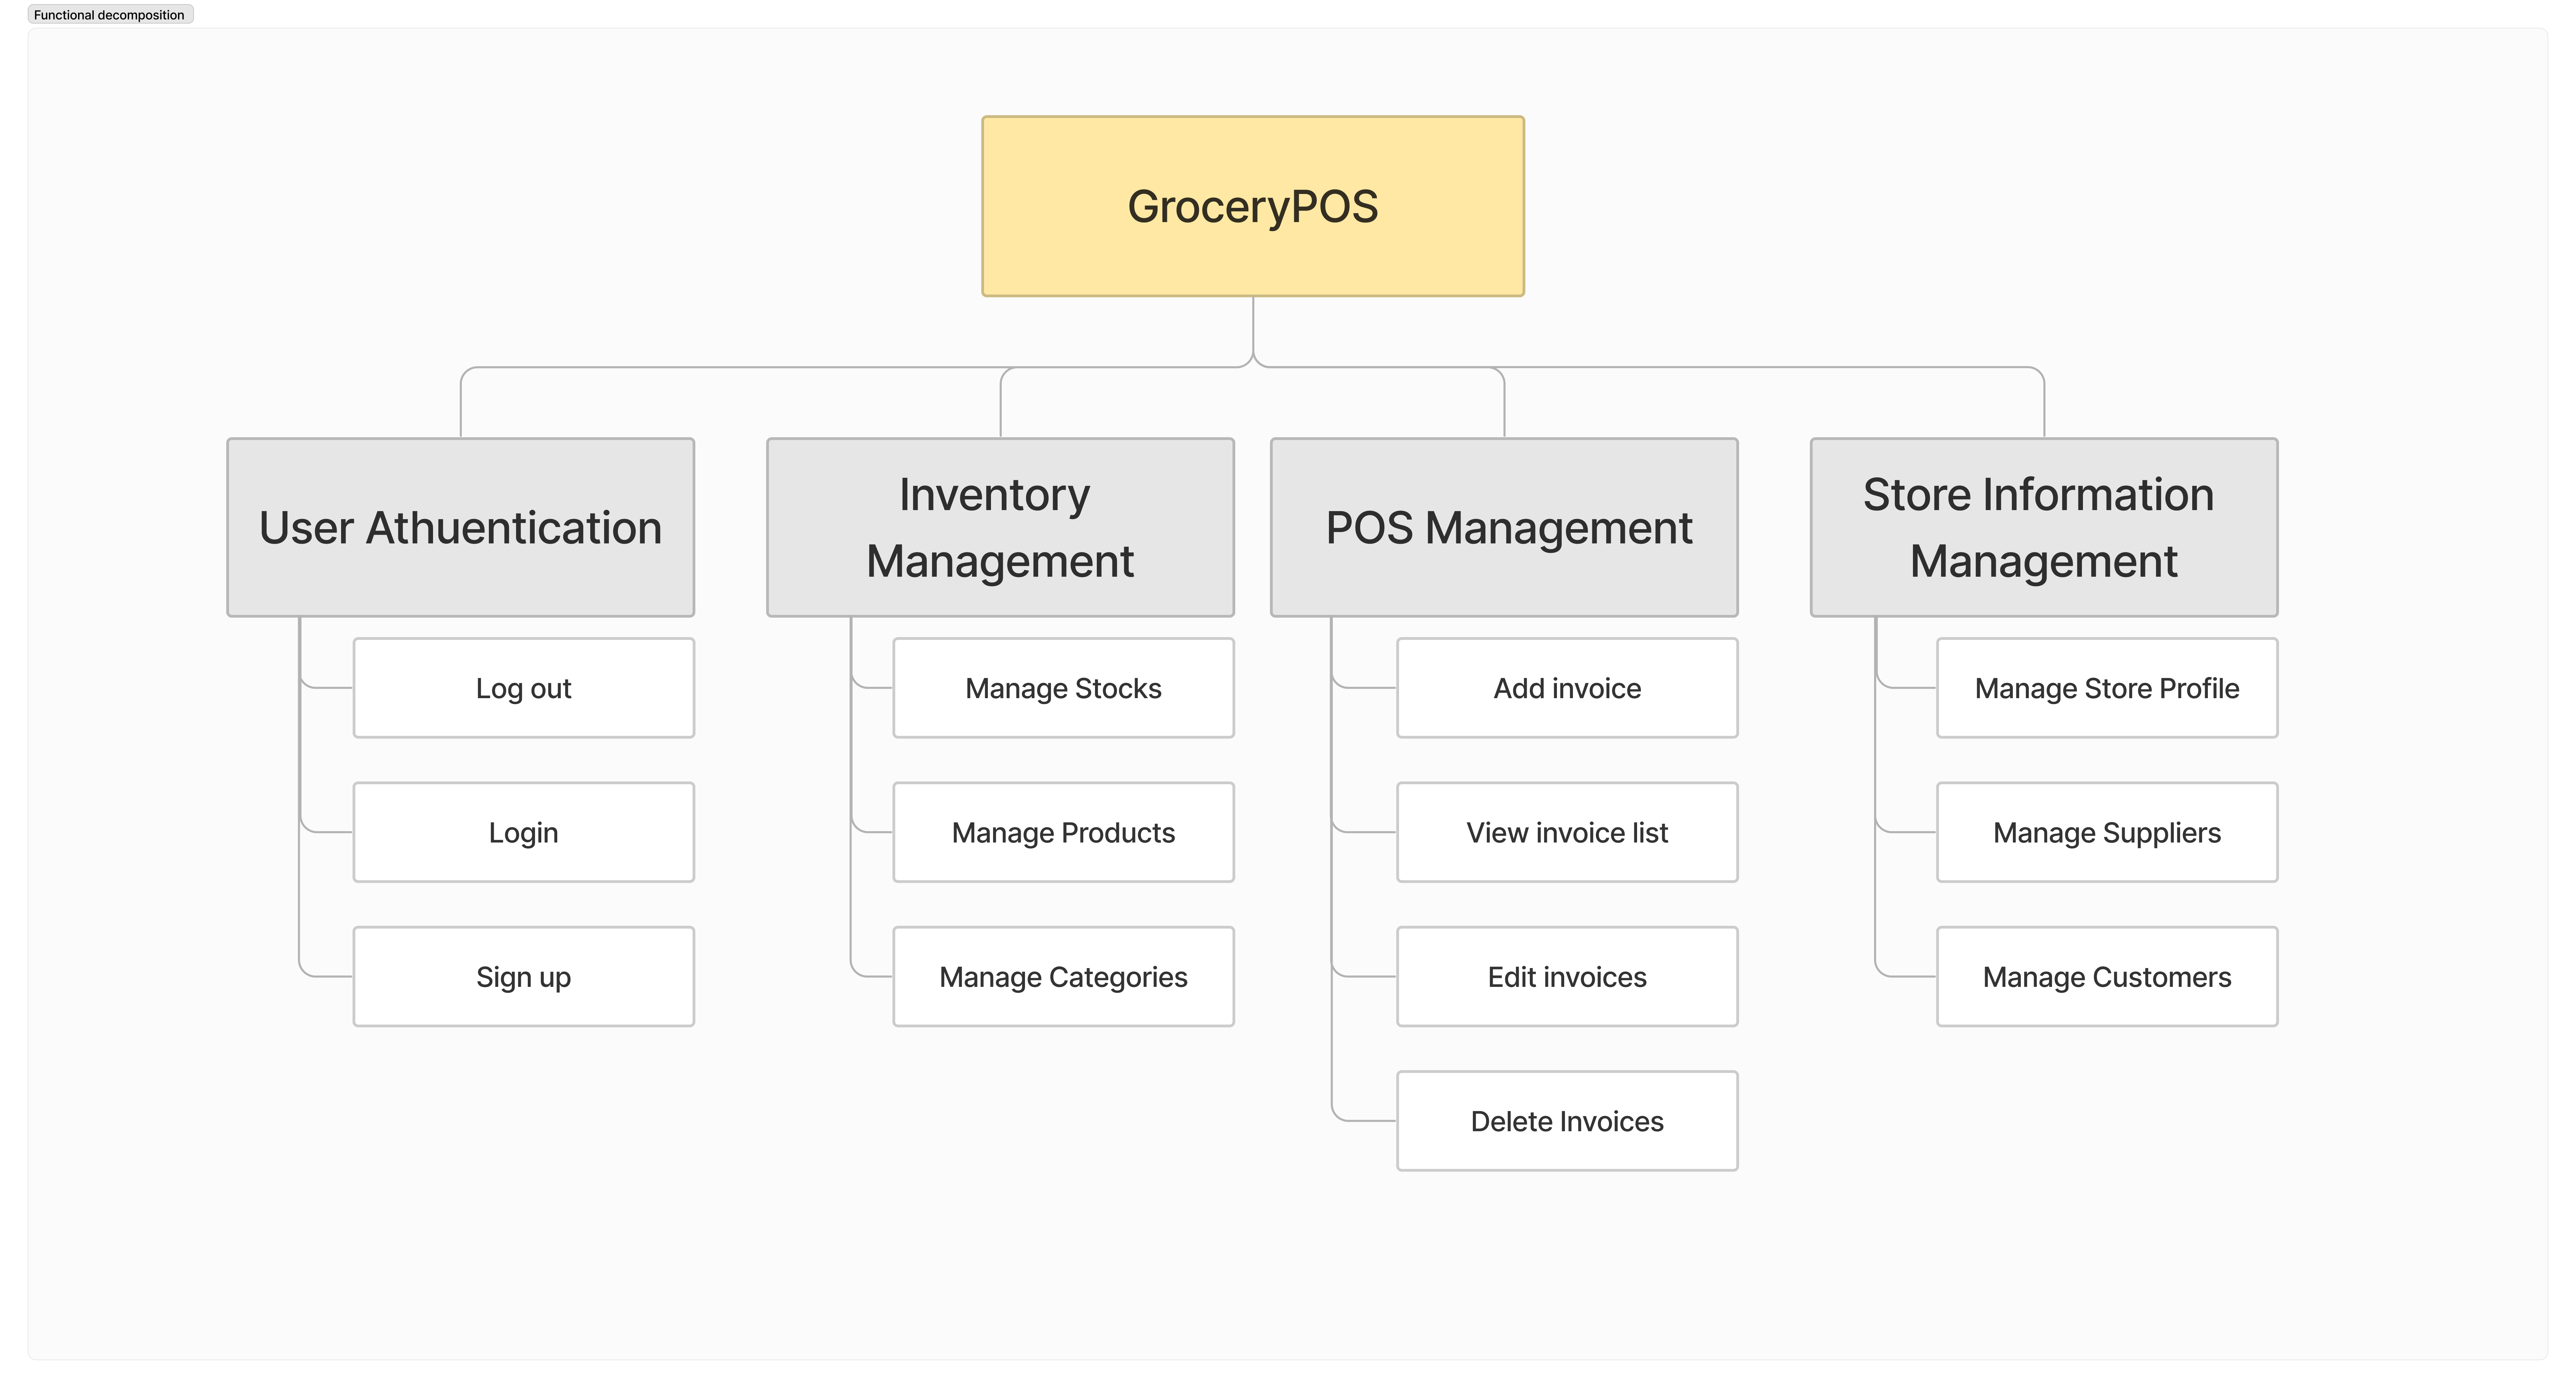 Functional decomposition
GroceryPOS
User Athuentication
Inventory
Management
POS Management
Store Information
Management
Log out
Login
Sign up
Manage Stocks
Manage Products
Manage Categories
Add invoice
View invoice list
Edit invoices
Delete Invoices
Manage Store Profile
Manage Suppliers
Manage Customers